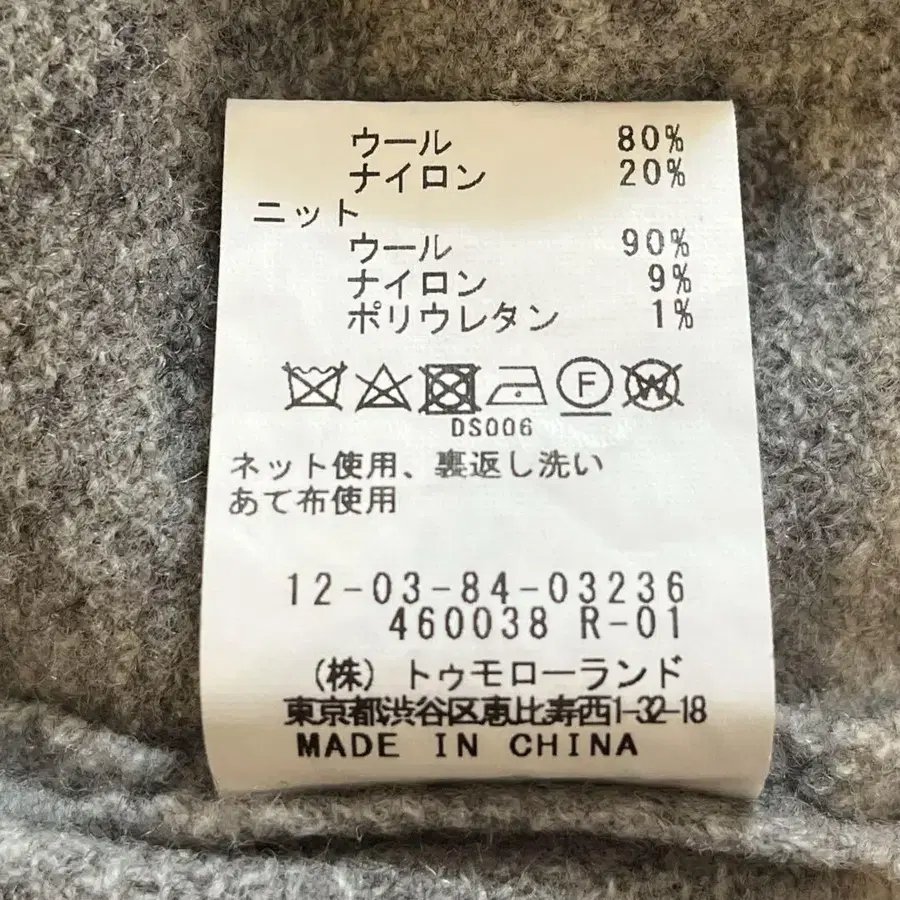 ウール 80%
ナイロン 20%
ニット
ウール 90%
ナイロン 9%
ポリウレタン 1%
F W
DS006
ネット使用、裏返し洗い
あて布使用
12-03-84-03236
460038 R-01
(株)トゥモローランド
東京都渋谷区恵比寿西1-32-18
MADE IN CHINA